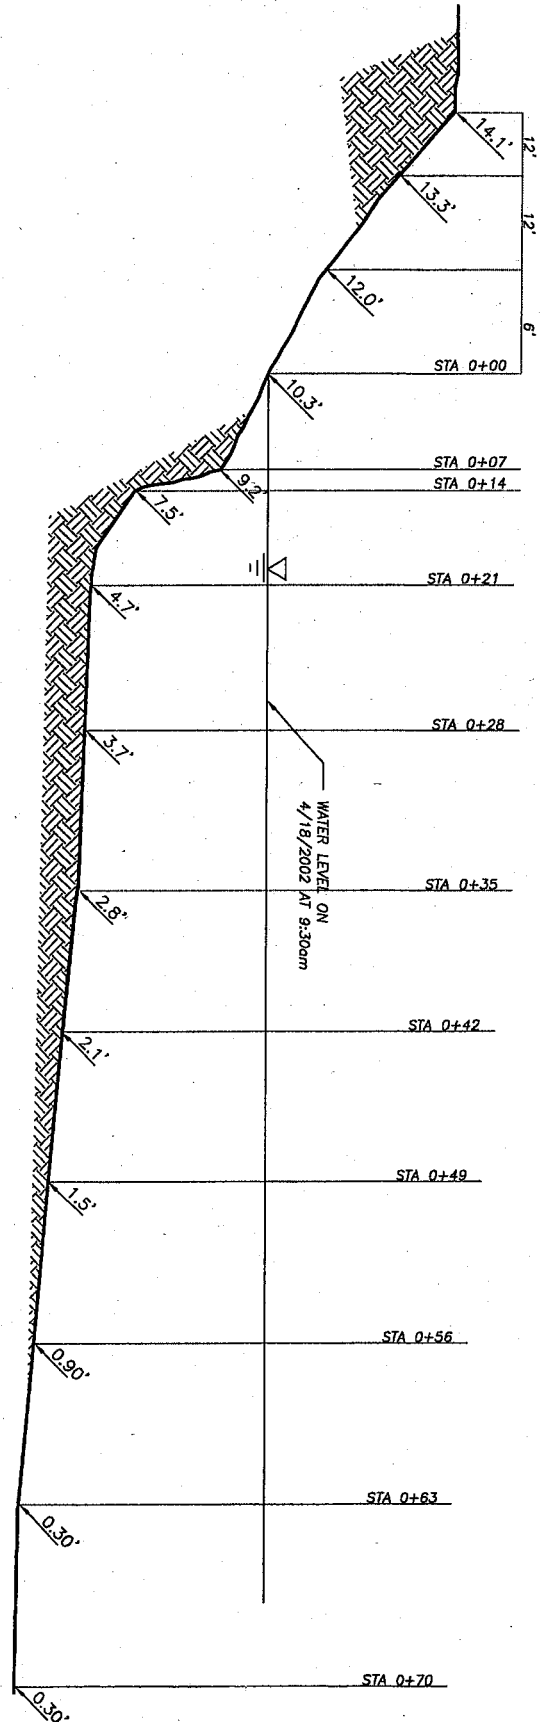 14.1'
12'
13.3'
12'
12.0'
6'
STA 0+00
10.3'
STA 0+07
9.2'
STA 0+14
7.5'
STA 0+21
4.7'
STA 0+28
3.7'
WATER LEVEL ON
4/18/2002 AT 9:30am
STA 0+35
2.8'
STA 0+42
2.1'
STA 0+49
1.5'
STA 0+56
0.90'
STA 0+63
0.30'
STA 0+70
0.30'